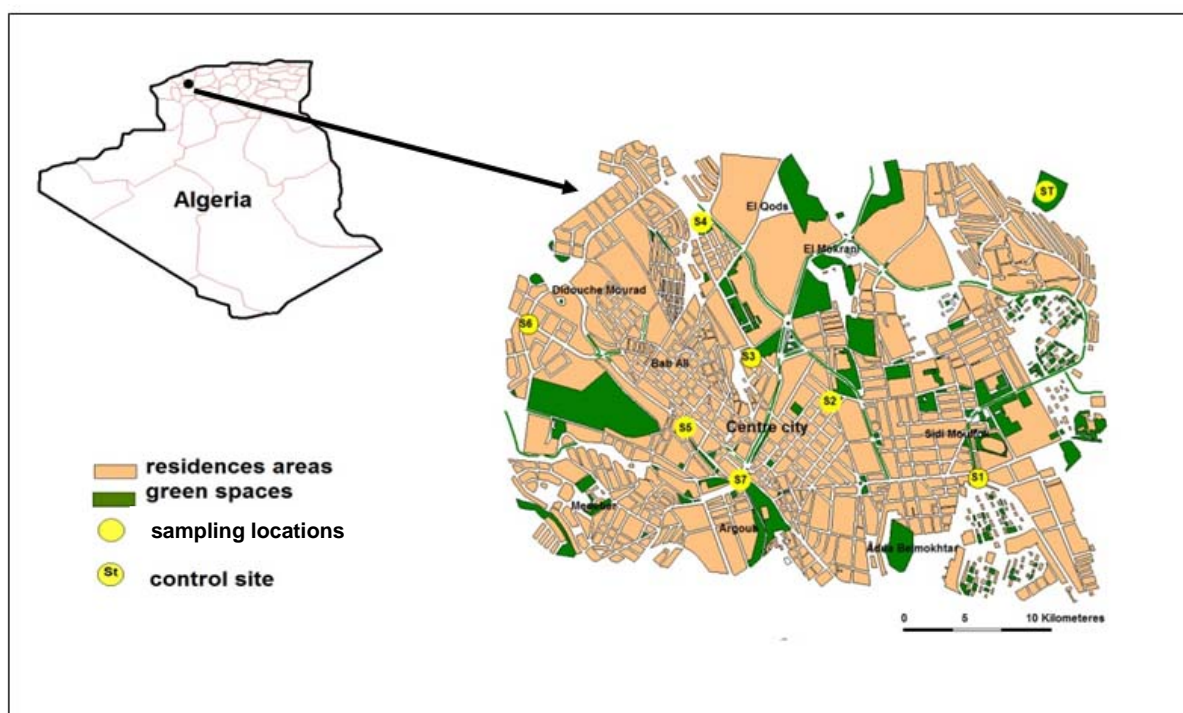 Algeria
ST
El Qods
S4
El Mokrani
Didouche Mourad
S6
S3
Bab Ali
S2
Centre city
S5
Sidi Mouffok
S7
S1
Argoub
Adda Belmokhtar
residences areas
green spaces
sampling locations
St
control site
0 5 10 Kilometeres